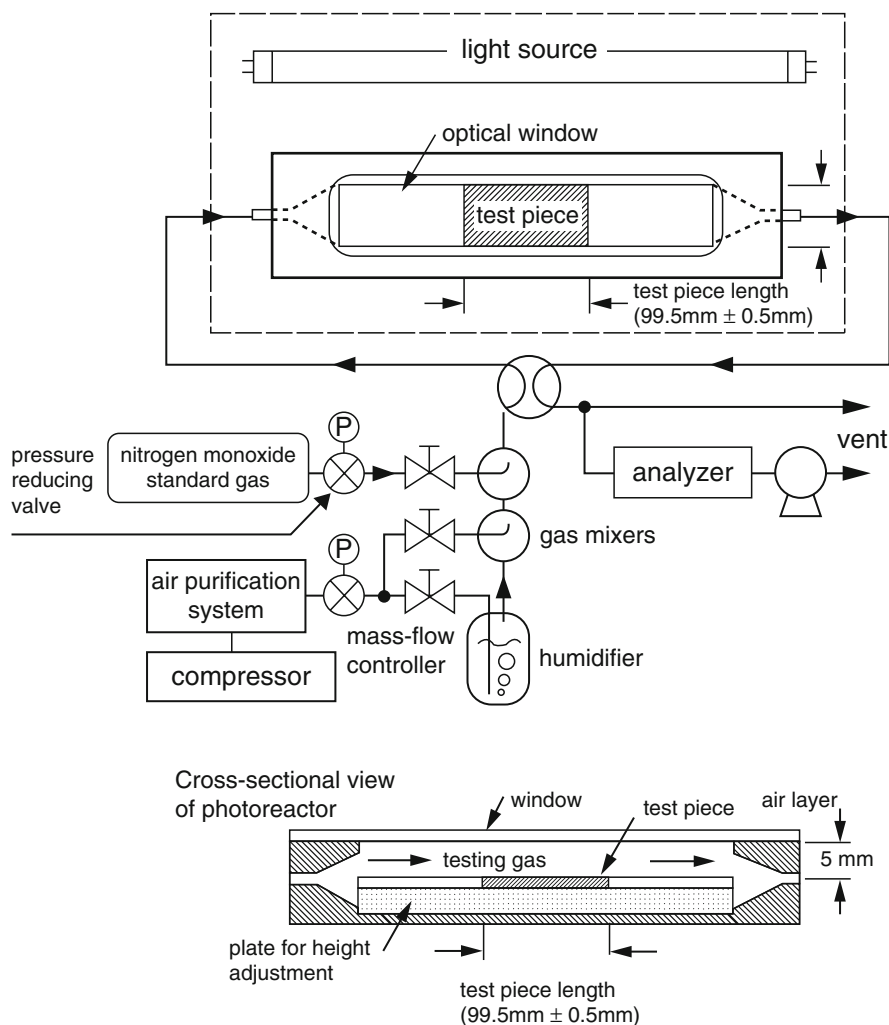 light source
optical window
test piece
test piece length
(99.5mm ± 0.5mm)
P
pressure
reducing
valve
nitrogen monoxide
standard gas
vent
analyzer
gas mixers
P
air purification
system
mass-flow
controller
humidifier
compressor
Cross-sectional view
of photoreactor
window
test piece
air layer
testing gas
5 mm
plate for height
adjustment
test piece length
(99.5mm ± 0.5mm)